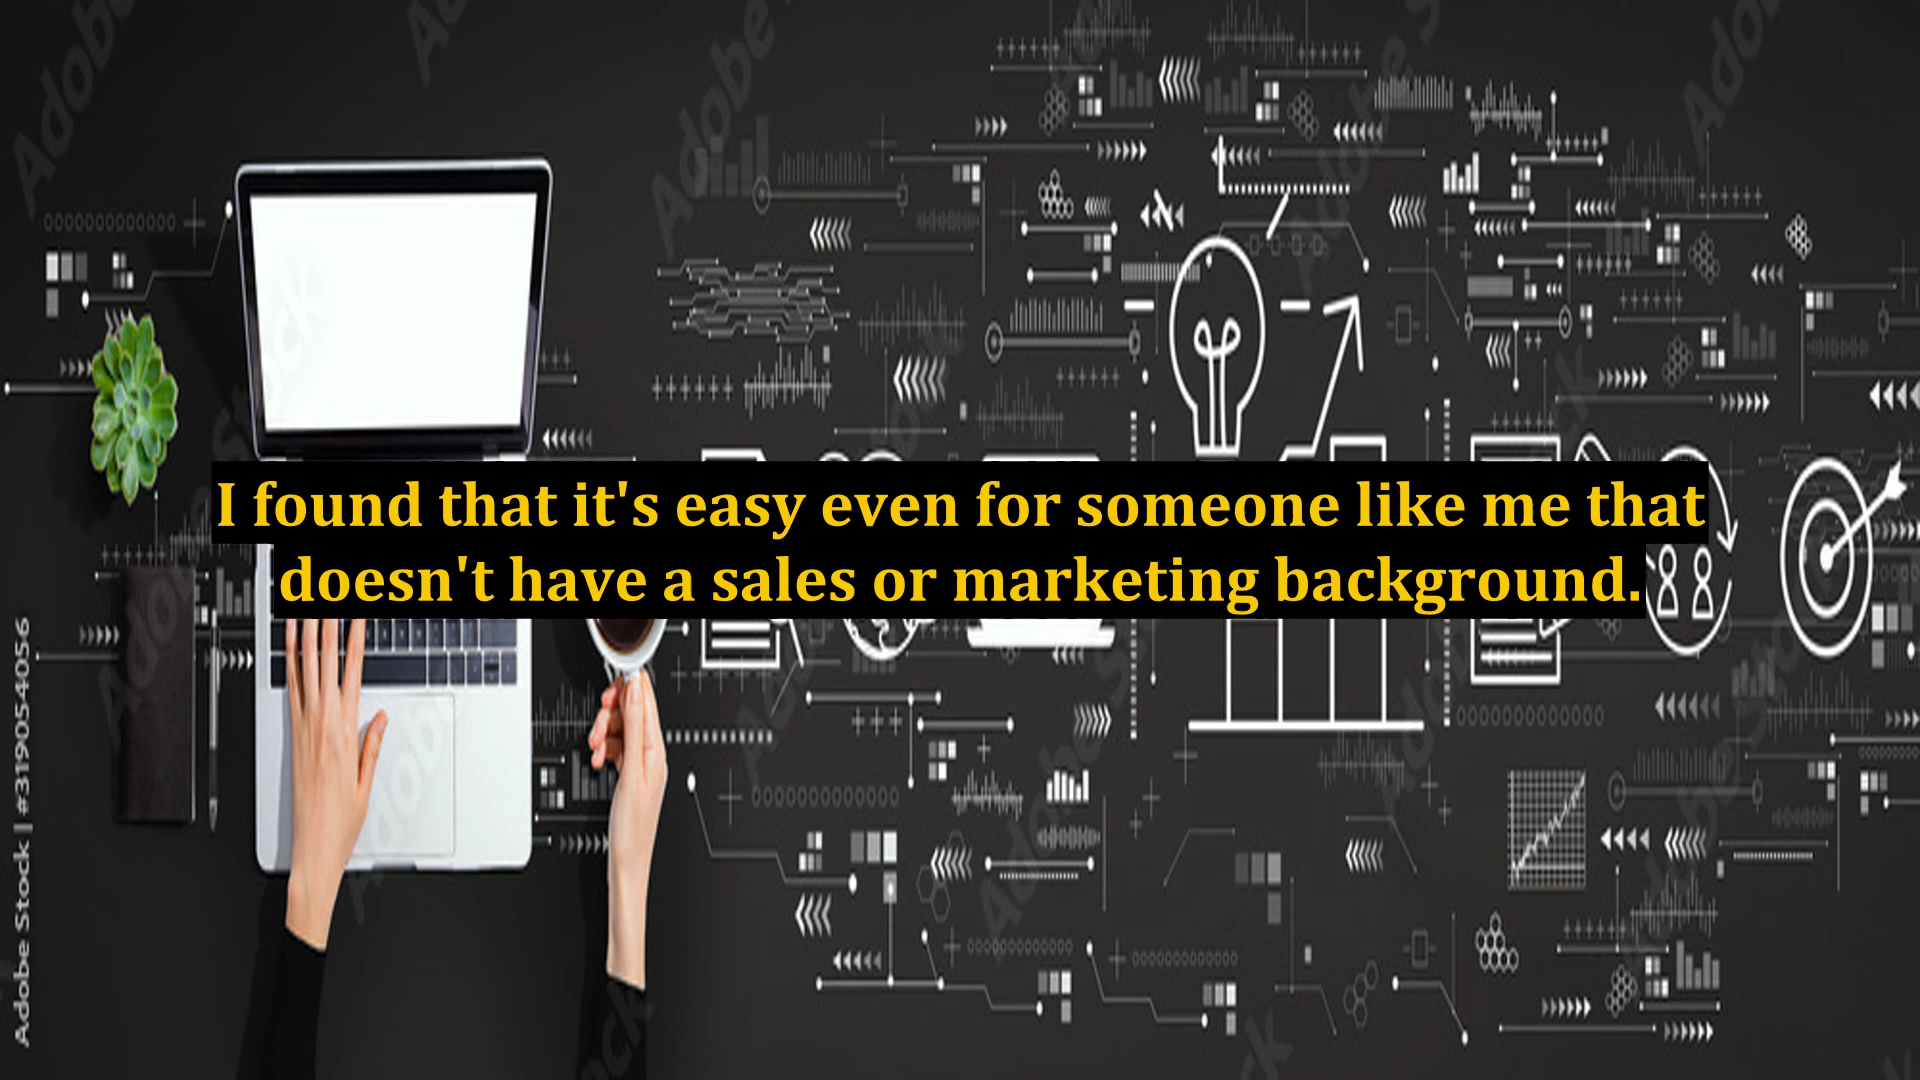 I found that it's easy even for someone like me that
doesn't have a sales or marketing background.
Adobe Stock | #319054056